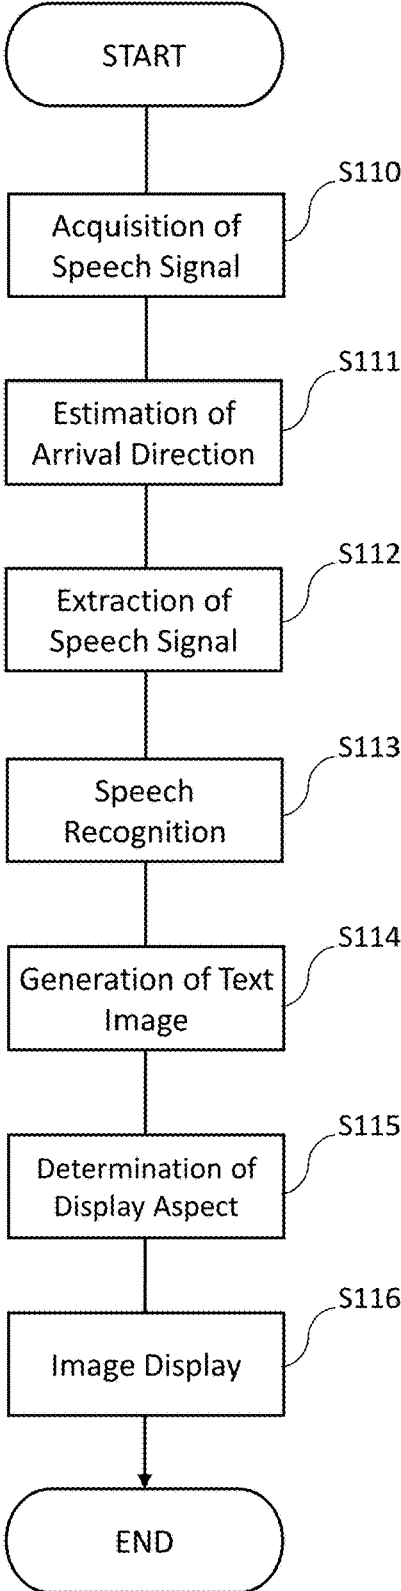 START
S110
Acquisition of
Speech Signal
S111
Estimation of
Arrival Direction
S112
Extraction of
Speech Signal
S113
Speech
Recognition
S114
Generation of Text
Image
S115
Determination of
Display Aspect
S116
Image Display
END